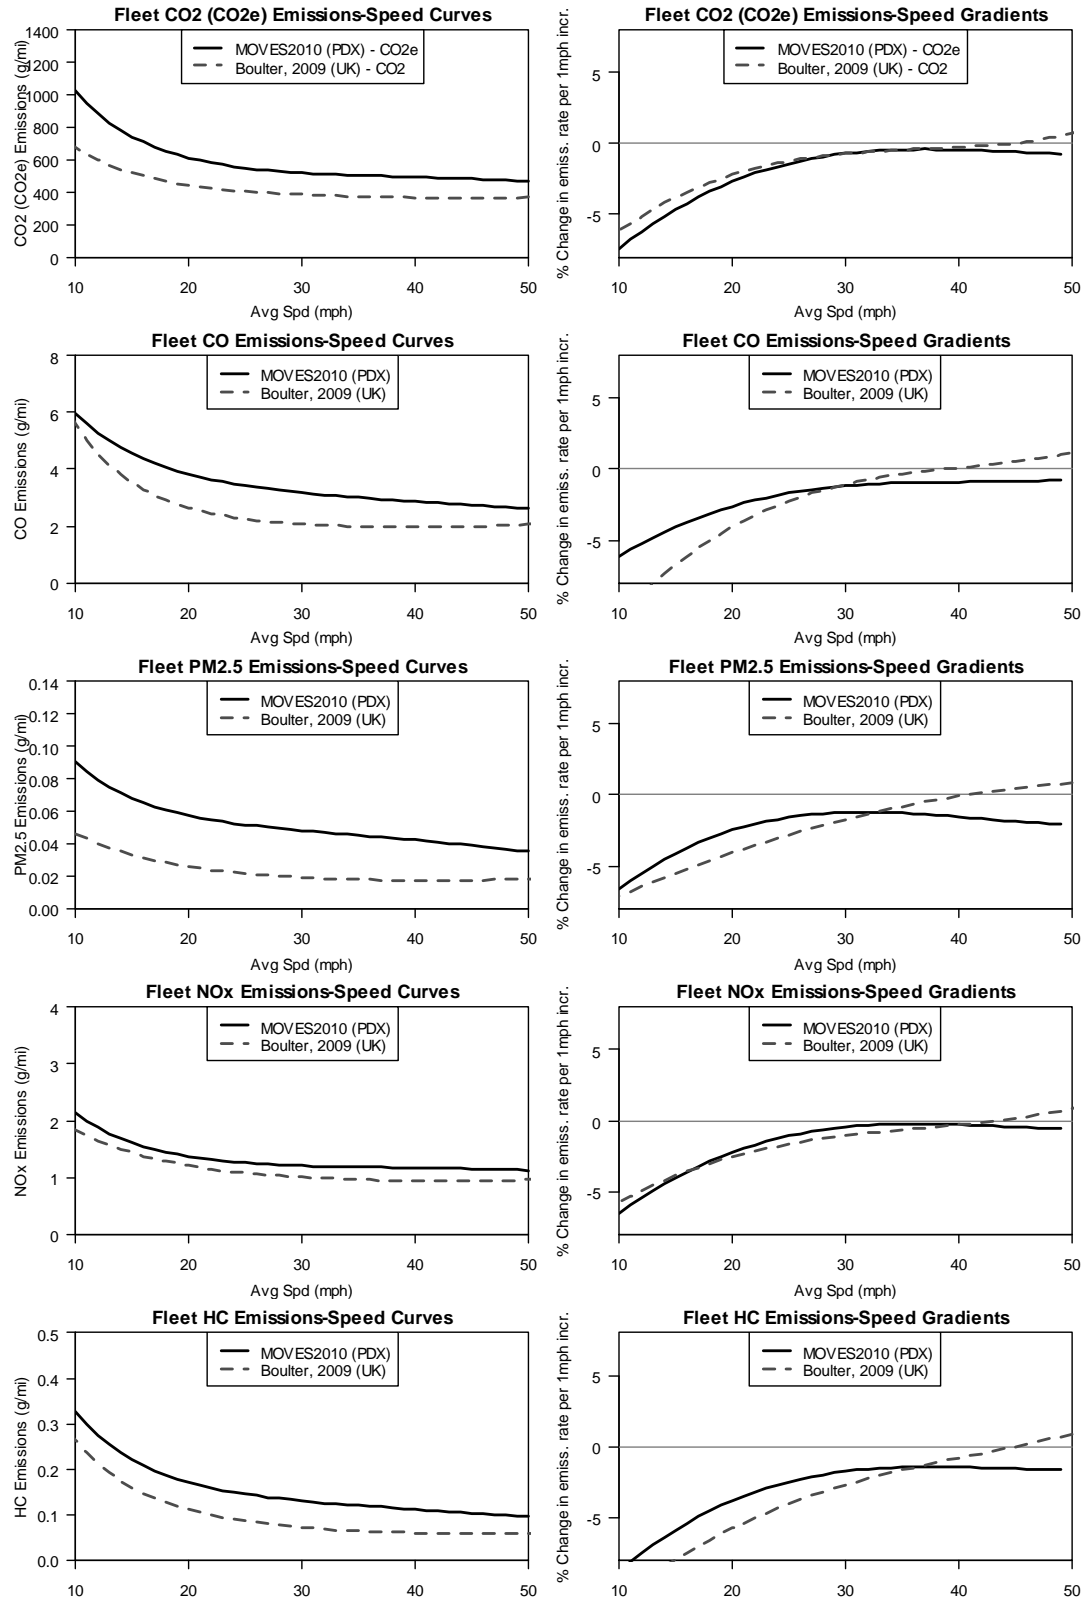 Fleet CO2 (CO2e) Emissions-Speed Curves
CO2 (CO2e) Emissions (g/mi)
1400
1200
1000
800
600
400
200
0
MOVES2010 (PDX) - CO2e
Boulter, 2009 (UK) - CO2
10 20 30 40 50
Avg Spd (mph)
Fleet CO2 (CO2e) Emissions-Speed Gradients
% Change in emiss. rate per 1mph incr.
5
0
-5
MOVES2010 (PDX) - CO2e
Boulter, 2009 (UK) - CO2
10 20 30 40 50
Avg Spd (mph)
Fleet CO Emissions-Speed Curves
CO Emissions (g/mi)
8
6
4
2
0
MOVES2010 (PDX)
Boulter, 2009 (UK)
10 20 30 40 50
Avg Spd (mph)
Fleet CO Emissions-Speed Gradients
% Change in emiss. rate per 1mph incr.
5
0
-5
MOVES2010 (PDX)
Boulter, 2009 (UK)
10 20 30 40 50
Avg Spd (mph)
Fleet PM2.5 Emissions-Speed Curves
PM2.5 Emissions (g/mi)
0.14
0.12
0.10
0.08
0.06
0.04
0.02
0.00
MOVES2010 (PDX)
Boulter, 2009 (UK)
10 20 30 40 50
Avg Spd (mph)
Fleet PM2.5 Emissions-Speed Gradients
% Change in emiss. rate per 1mph incr.
5
0
-5
MOVES2010 (PDX)
Boulter, 2009 (UK)
10 20 30 40 50
Avg Spd (mph)
Fleet NOx Emissions-Speed Curves
NOx Emissions (g/mi)
4
3
2
1
0
MOVES2010 (PDX)
Boulter, 2009 (UK)
10 20 30 40 50
Avg Spd (mph)
Fleet NOx Emissions-Speed Gradients
% Change in emiss. rate per 1mph incr.
5
0
-5
MOVES2010 (PDX)
Boulter, 2009 (UK)
10 20 30 40 50
Avg Spd (mph)
Fleet HC Emissions-Speed Curves
HC Emissions (g/mi)
0.5
0.4
0.3
0.2
0.1
0.0
MOVES2010 (PDX)
Boulter, 2009 (UK)
10 20 30 40 50
Fleet HC Emissions-Speed Gradients
% Change in emiss. rate per 1mph incr.
5
0
-5
MOVES2010 (PDX)
Boulter, 2009 (UK)
10 20 30 40 50